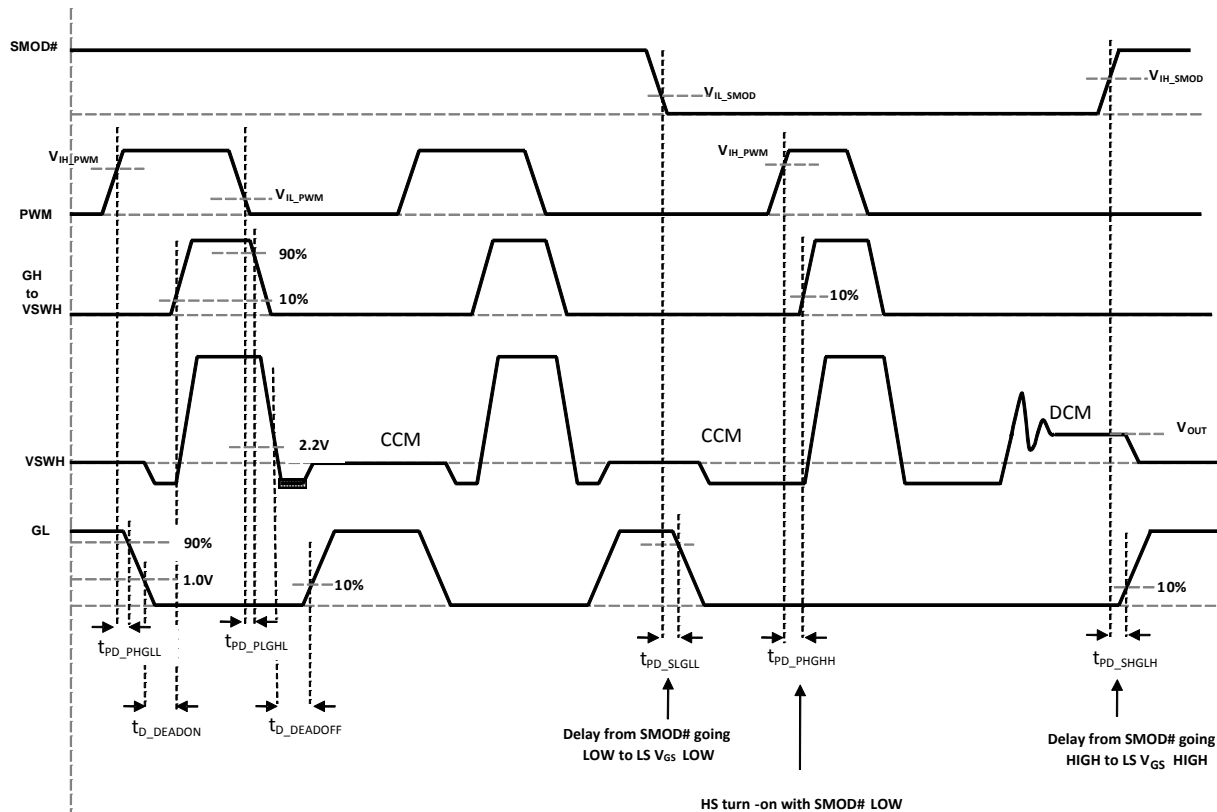 SMOD#
V_IH_SMOD
V_IL_SMOD
V_IH_PWM
V_IH_PWM
V_IL_PWM
PWM
90%
GH
to
VSWH
10%
10%
CCM
CCM
DCM
2.2V
V_OUT
VSWH
GL
90%
1.0V
10%
10%
t_PD_PHGLL
t_PD_PLGHL
t_PD_SLGLL
t_PD_PHGHH
t_PD_SHGLH
t_D_DEADON
t_D_DEADOFF
Delay from SMOD# going
LOW to LS V_GS LOW
Delay from SMOD# going
HIGH to LS V_GS HIGH
HS turn -on with SMOD# LOW